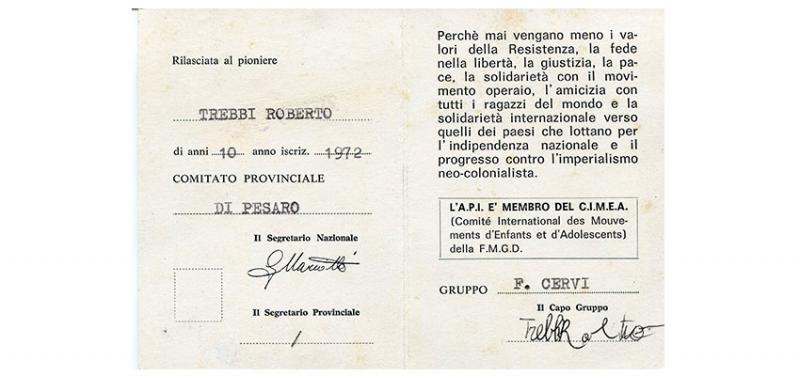 Rilasciata al pioniere
TREBBI ROBERTO
di anni 10 anno iscriz. 1972
COMITATO PROVINCIALE
DI PESARO
Il Segretario Nazionale
Il Segretario Provinciale
/
Perchè mai vengano meno i va-
lori della Resistenza, la fede
nella libertà, la giustizia, la pa-
ce, la solidarietà con il movi-
mento operaio, l'amicizia con
tutti i ragazzi del mondo e la
solidarietà internazionale verso
quelli dei paesi che lottano per
l'indipendenza nazionale e il
progresso contro l'imperialismo
neo-colonialista.
L'A.P.I. E' MEMBRO DEL C.I.M.E.A.
(Comité International des Mouve-
ments d'Enfants et d'Adolescents)
della F.M.G.D.
GRUPPO F. CERVI
Il Capo Gruppo